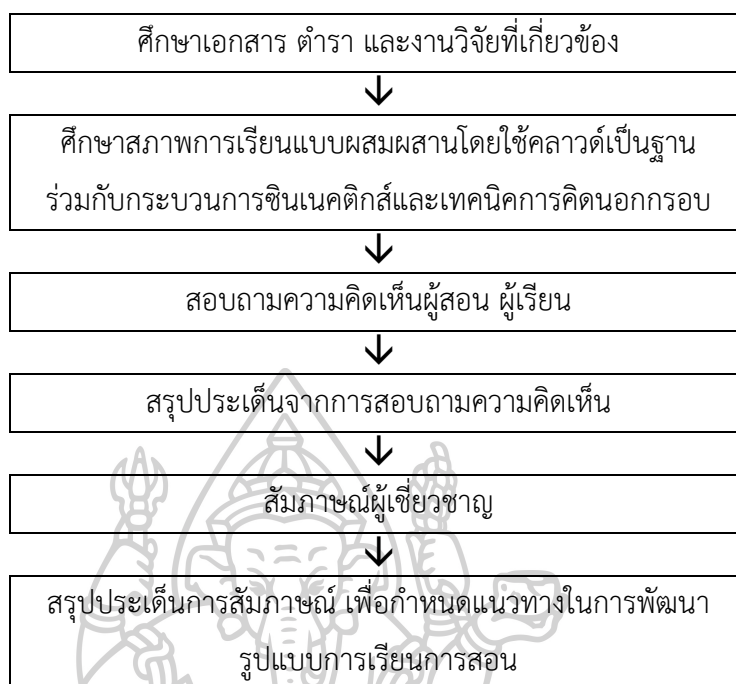 ศึกษาเอกสาร ตำรา และงานวิจัยที่เกี่ยวข้อง
ศึกษาสภาพการเรียนแบบผสมผสานโดยใช้คลาวด์เป็นฐาน
ร่วมกับกระบวนการซินเนคติกส์และเทคนิคการคิดนอกกรอบ
สอบถามความคิดเห็นผู้สอน ผู้เรียน
สรุปประเด็นจากการสอบถามความคิดเห็น
สัมภาษณ์ผู้เชี่ยวชาญ
สรุปประเด็นการสัมภาษณ์ เพื่อกำหนดแนวทางในการพัฒนา
รูปแบบการเรียนการสอน